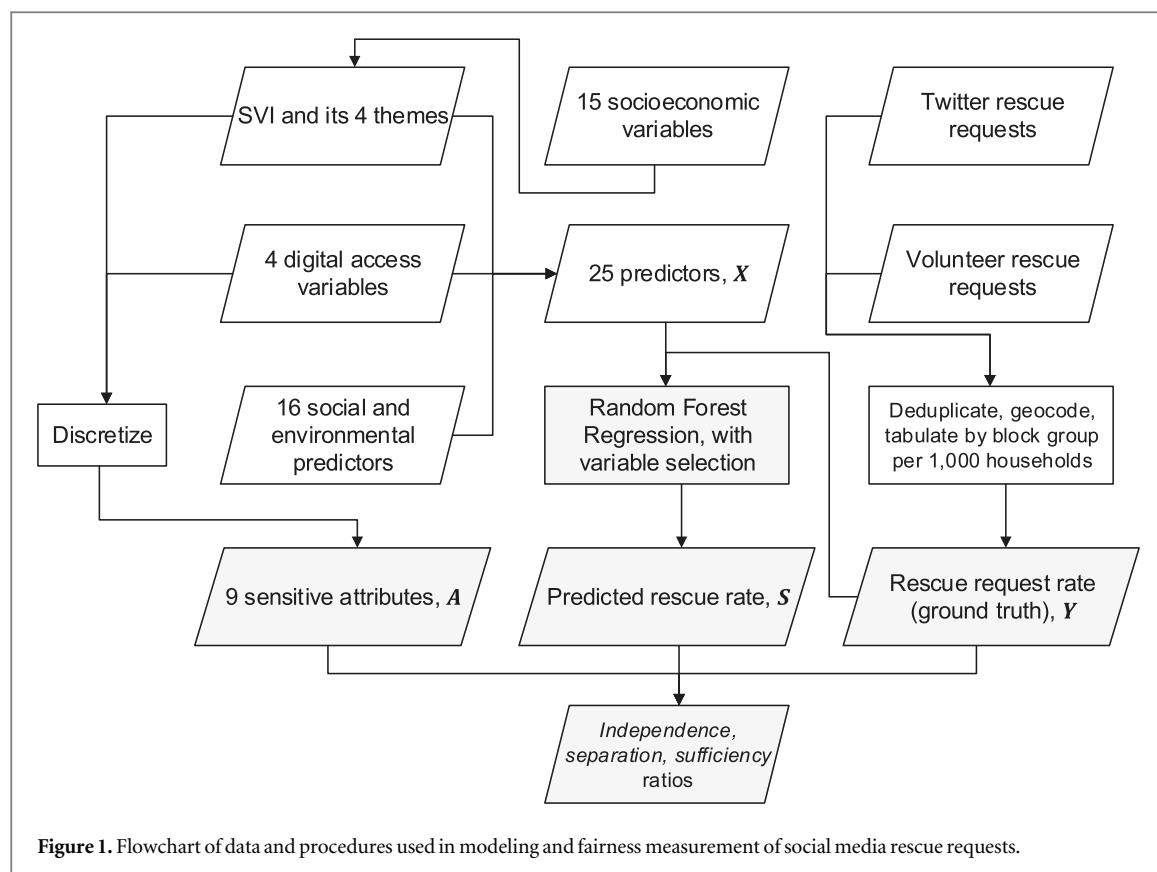 SVI and its 4 themes
15 socioeconomic
variables
Twitter rescue
requests
4 digital access
variables
25 predictors, X
Volunteer rescue
requests
Discretize
16 social and
environmental
predictors
Random Forest
Regression, with
variable selection
Deduplicate, geocode,
tabulate by block group
per 1,000 households
9 sensitive attributes, A
Predicted rescue rate, S
Rescue request rate
(ground truth), Y
Independence,
separation, sufficiency
ratios
Figure 1. Flowchart of data and procedures used in modeling and fairness measurement of social media rescue requests.